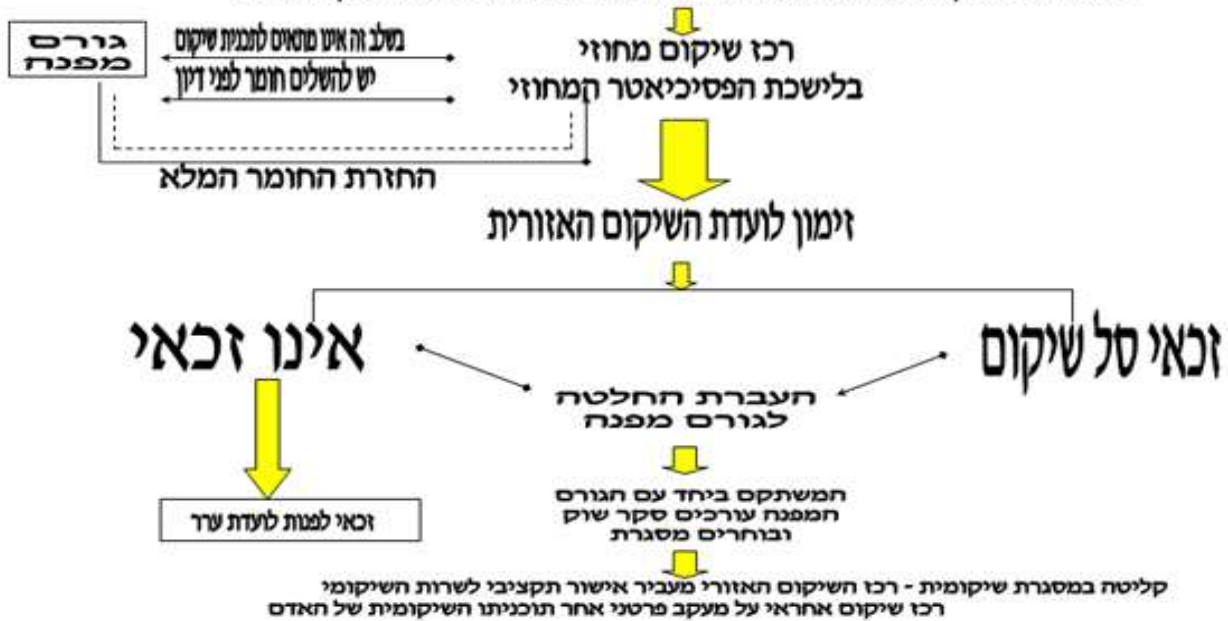 גורם
מפנה
בשלב זה אינו מתאים לתכנית שיקום
יש להשלים חומר לפני דיון
רכז שיקום מחוזי
בלישכת הפסיכיאטר המחוזי
החזרת החומר המלא
זימון לועדת השיקום האזורית
זכאי סל שיקום
אינו זכאי
העברת החלטה
לגורם מפנה
המשתקם ביחד עם הגורם
המפנה עורכים סקר שוק
ובוחרים מסגרת
זכאי לפנות לועדת ערר
קליטה במסגרת שיקומית - רכז השיקום האזורי מעביר אישור תקציבי לשרות השיקומי
רכז שיקום אחראי על מעקב פרטני אחר תוכניתו השיקומית של האדם